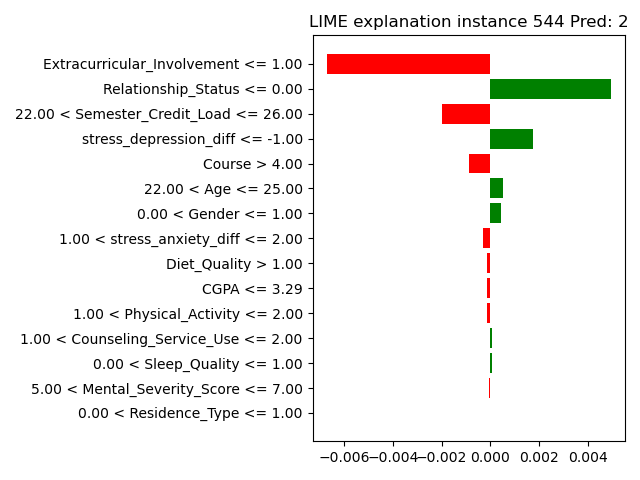 LIME explanation instance 544 Pred: 2
Extracurricular_Involvement <= 1.00
Relationship_Status <= 0.00
22.00 < Semester_Credit_Load <= 26.00
stress_depression_diff <= -1.00
Course > 4.00
22.00 < Age <= 25.00
0.00 < Gender <= 1.00
1.00 < stress_anxiety_diff <= 2.00
Diet_Quality > 1.00
CGPA <= 3.29
1.00 < Physical_Activity <= 2.00
1.00 < Counseling_Service_Use <= 2.00
0.00 < Sleep_Quality <= 1.00
5.00 < Mental_Severity_Score <= 7.00
0.00 < Residence_Type <= 1.00
−0.006 −0.004 −0.002 0.000 0.002 0.004